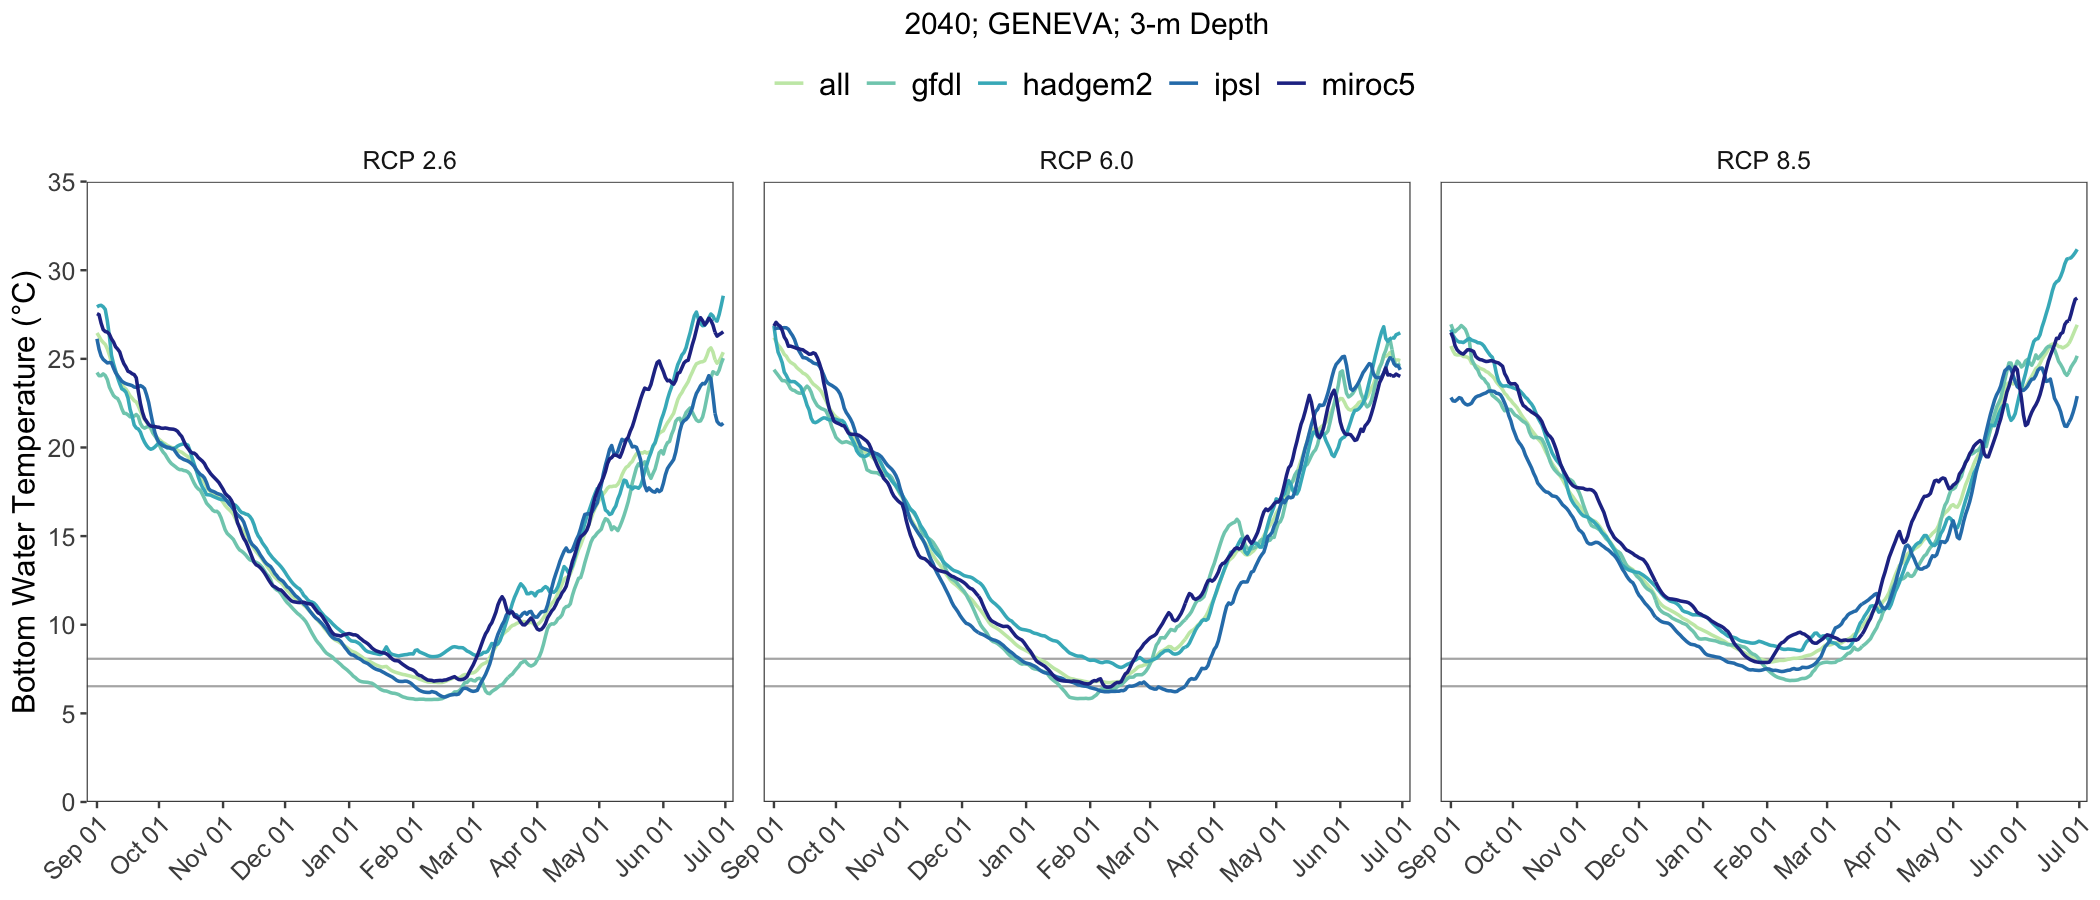 2040; GENEVA; 3-m Depth
all gfdl hadgem2 ipsl miroc5
RCP 2.6 RCP 6.0 RCP 8.5
Bottom Water Temperature (°C)
35
30
25
20
15
10
5
0
Sep 01 Oct 01 Nov 01 Dec 01 Jan 01 Feb 01 Mar 01 Apr 01 May 01 Jun 01 Jul 01
Sep 01 Oct 01 Nov 01 Dec 01 Jan 01 Feb 01 Mar 01 Apr 01 May 01 Jun 01 Jul 01
Sep 01 Oct 01 Nov 01 Dec 01 Jan 01 Feb 01 Mar 01 Apr 01 May 01 Jun 01 Jul 01